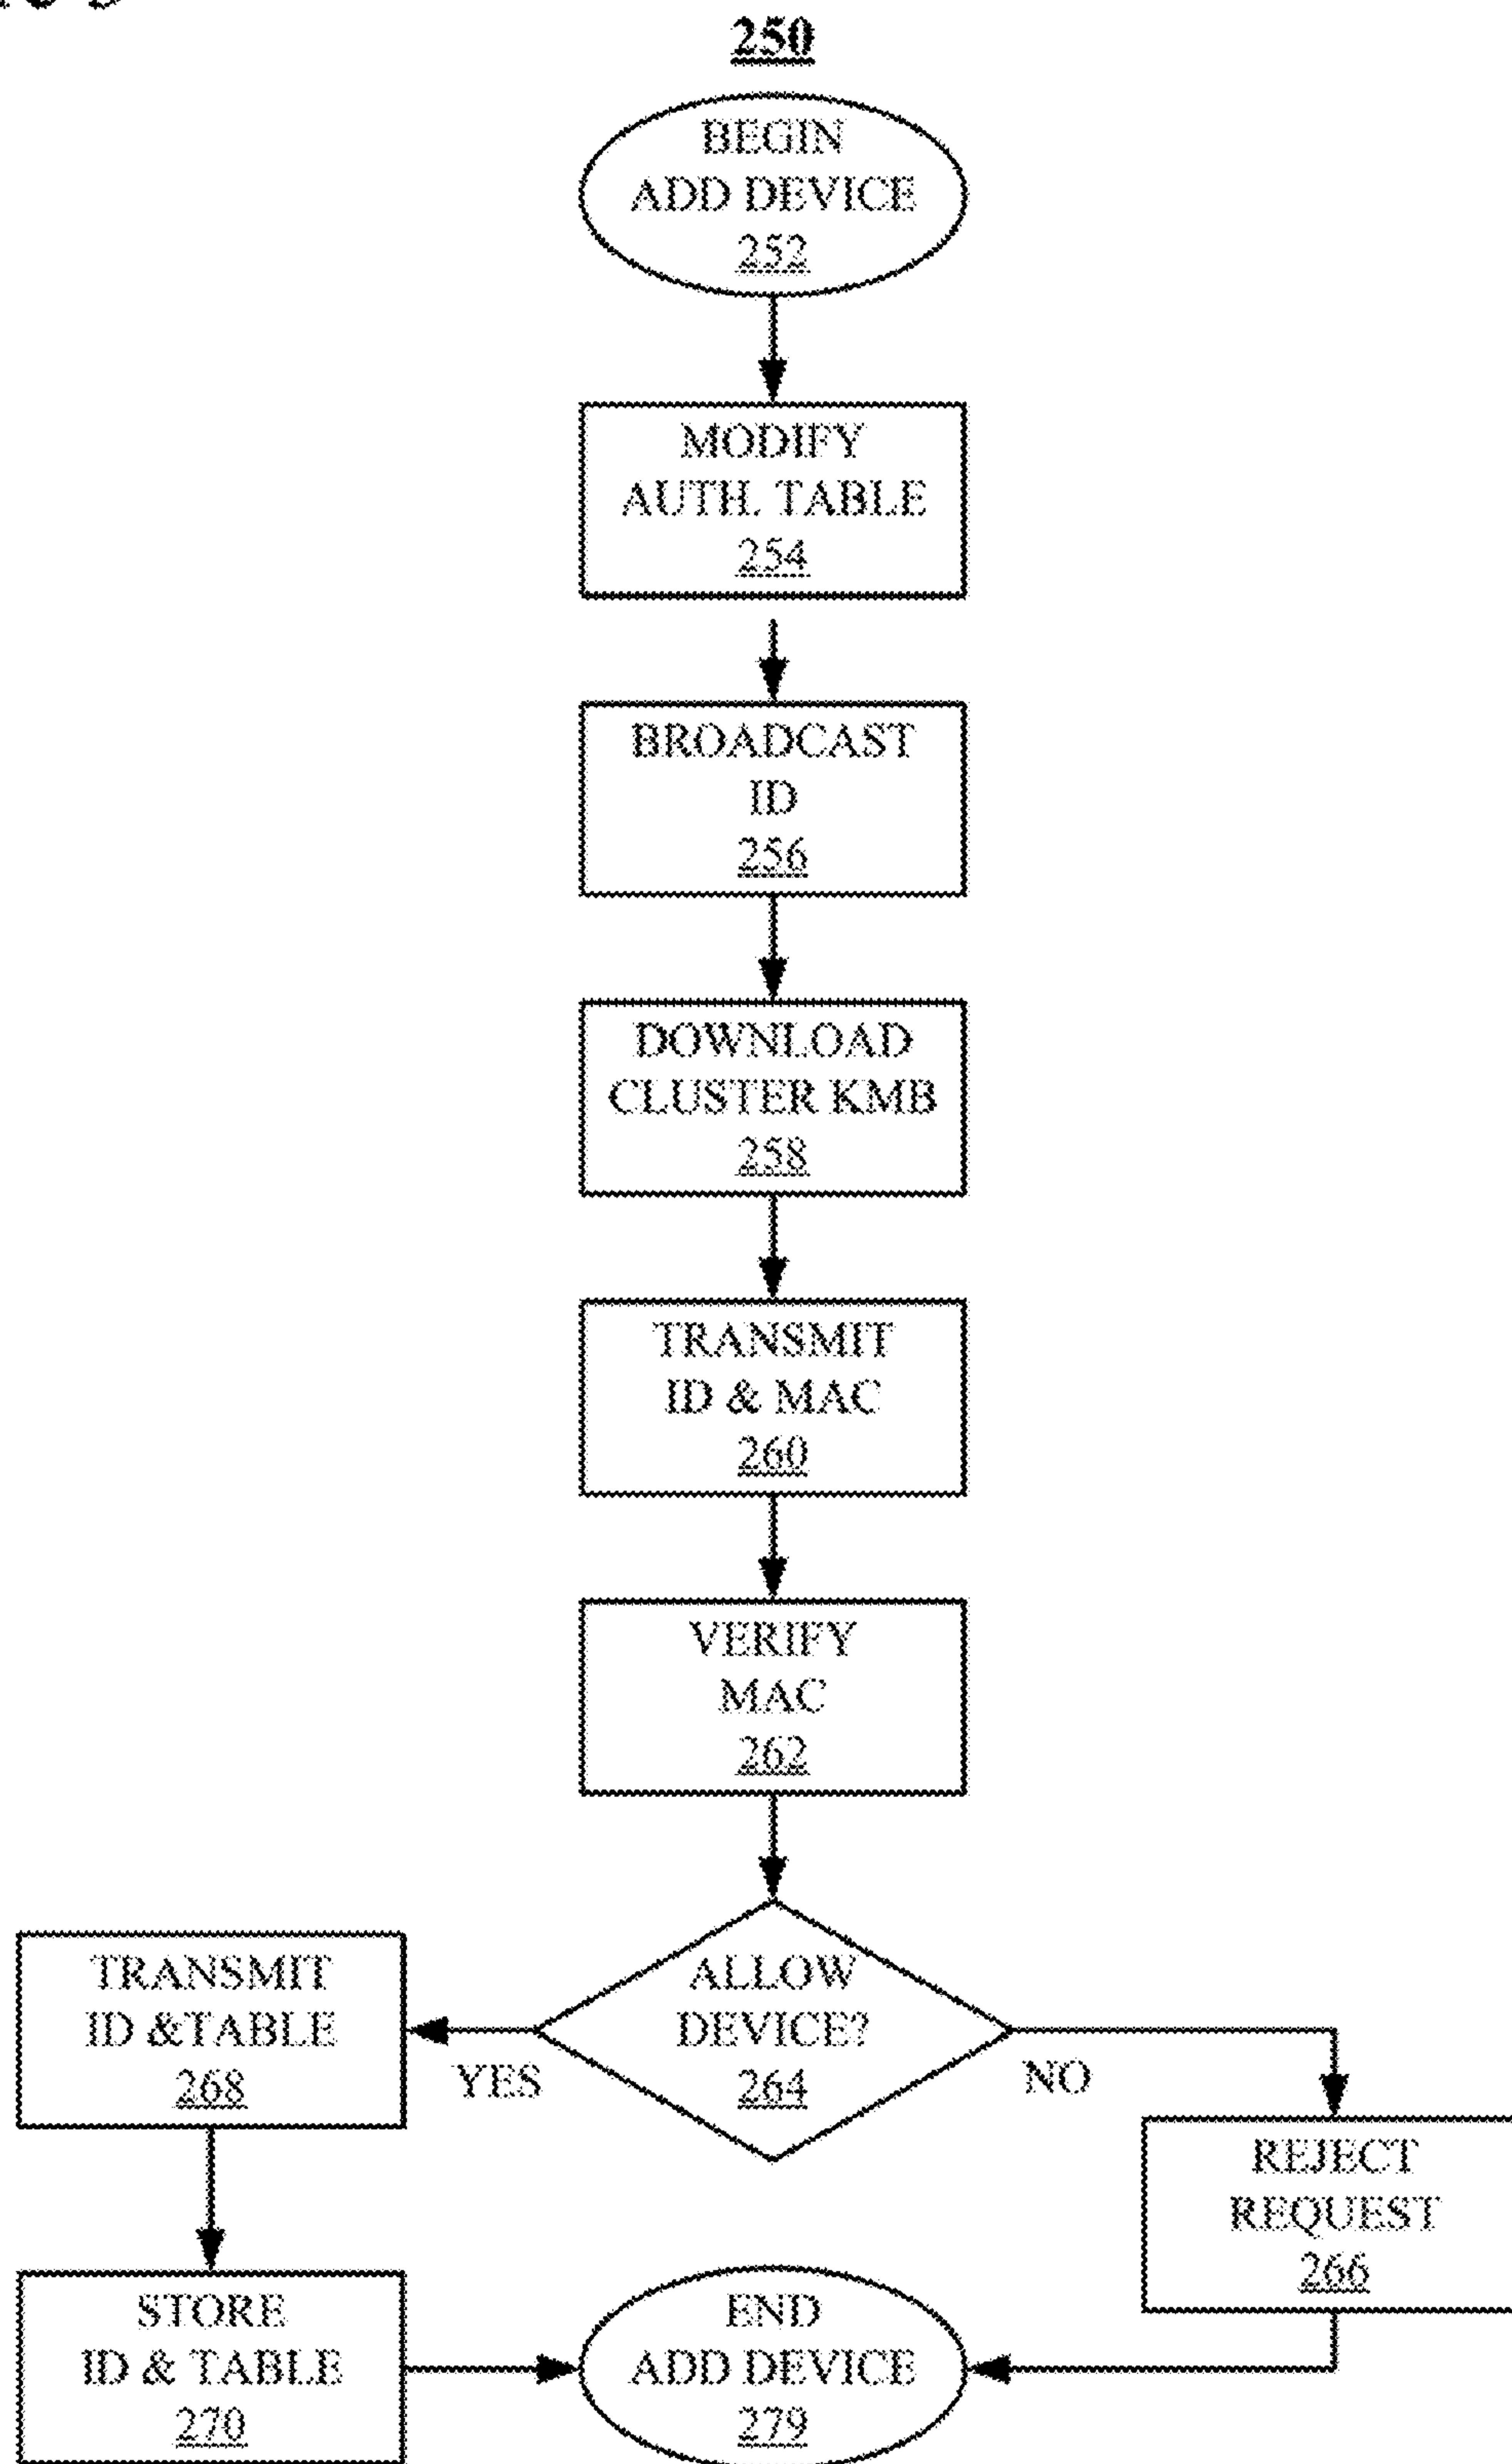 250
BEGIN
ADD DEVICE
252
MODIFY
AUTH. TABLE
254
BROADCAST
ID
256
DOWNLOAD
CLUSTER KMB
258
TRANSMIT
ID & MAC
260
VERIFY
MAC
262
ALLOW
DEVICE?
264
YES
NO
TRANSMIT
ID &TABLE
268
REJECT
REQUEST
266
STORE
ID & TABLE
270
END
ADD DEVICE
279